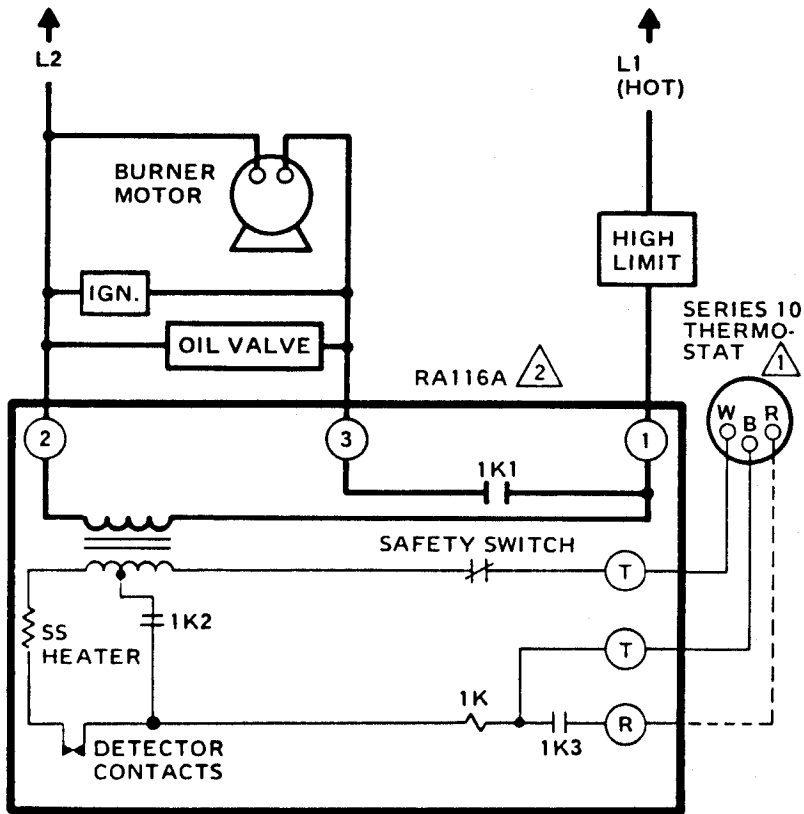 L2
L1
(HOT)
BURNER
MOTOR
HIGH
LIMIT
IGN.
SERIES 10
THERMO-
STAT
1
OIL VALVE
RA116A
2
W
B
R
2
3
1
1K1
SAFETY SWITCH
T
1K2
SS
HEATER
T
1K
1K3
R
DETECTOR
CONTACTS